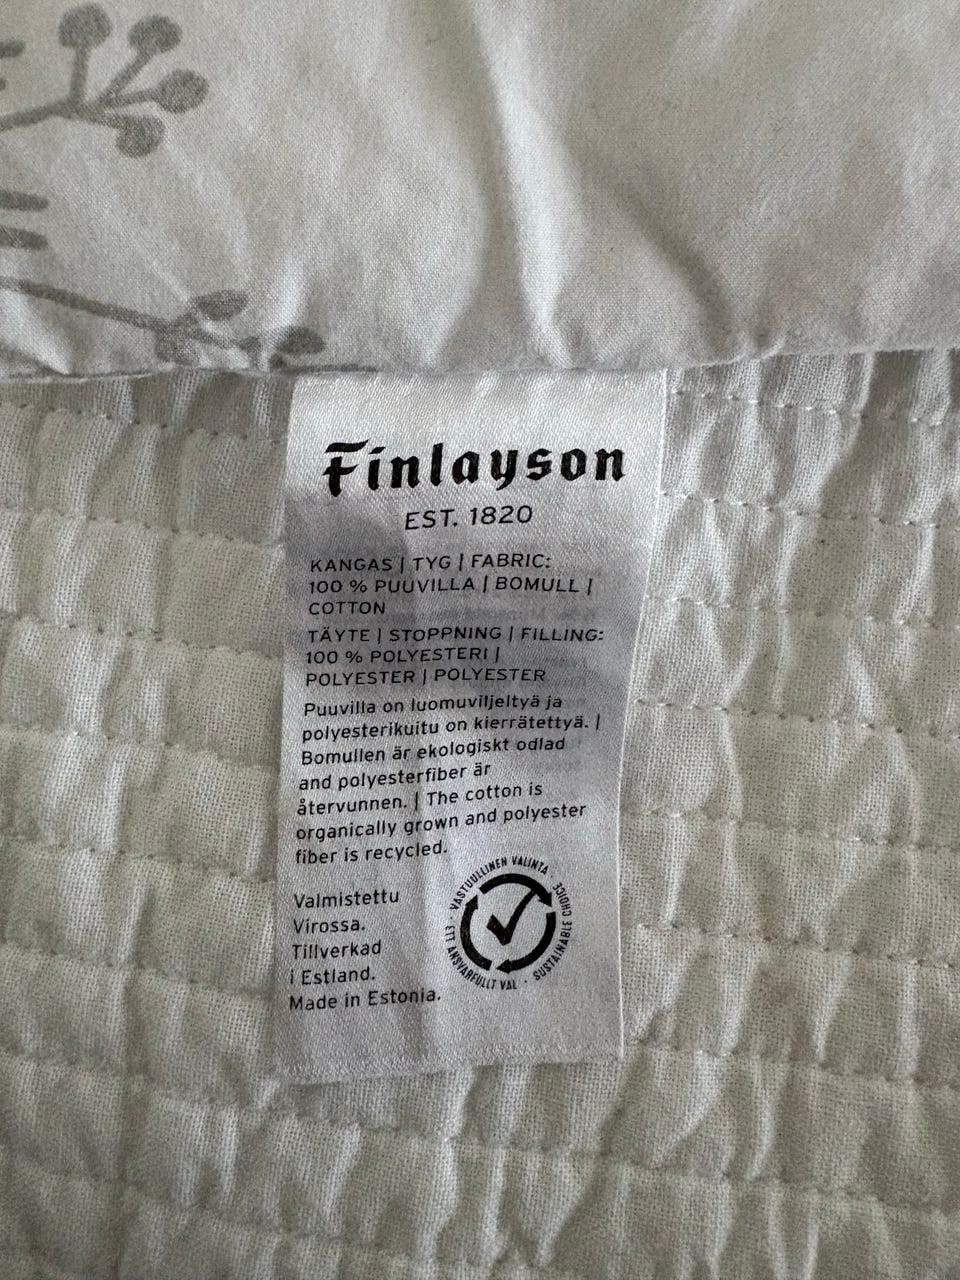 Finlayson
EST. 1820
KANGAS | TYG | FABRIC:
100 % PUUVILLA | BOMULL |
COTTON
TÄYTE | STOPPNING | FILLING:
100 % POLYESTERI |
POLYESTER | POLYESTER
Puuvilla on luomuviljeltyä ja
polyesterikuitu on kierrätettyä. |
Bomullen är ekologiskt odlad
and polyesterfiber är
återvunnen. | The cotton is
organically grown and polyester
fiber is recycled.
Valmistettu
Virossa.
Tillverkad
i Estland.
Made in Estonia.
VASTUULLINEN VALINTA · SUSTAINABLE CHOICE · ETT ANSVARFULLT VAL ·